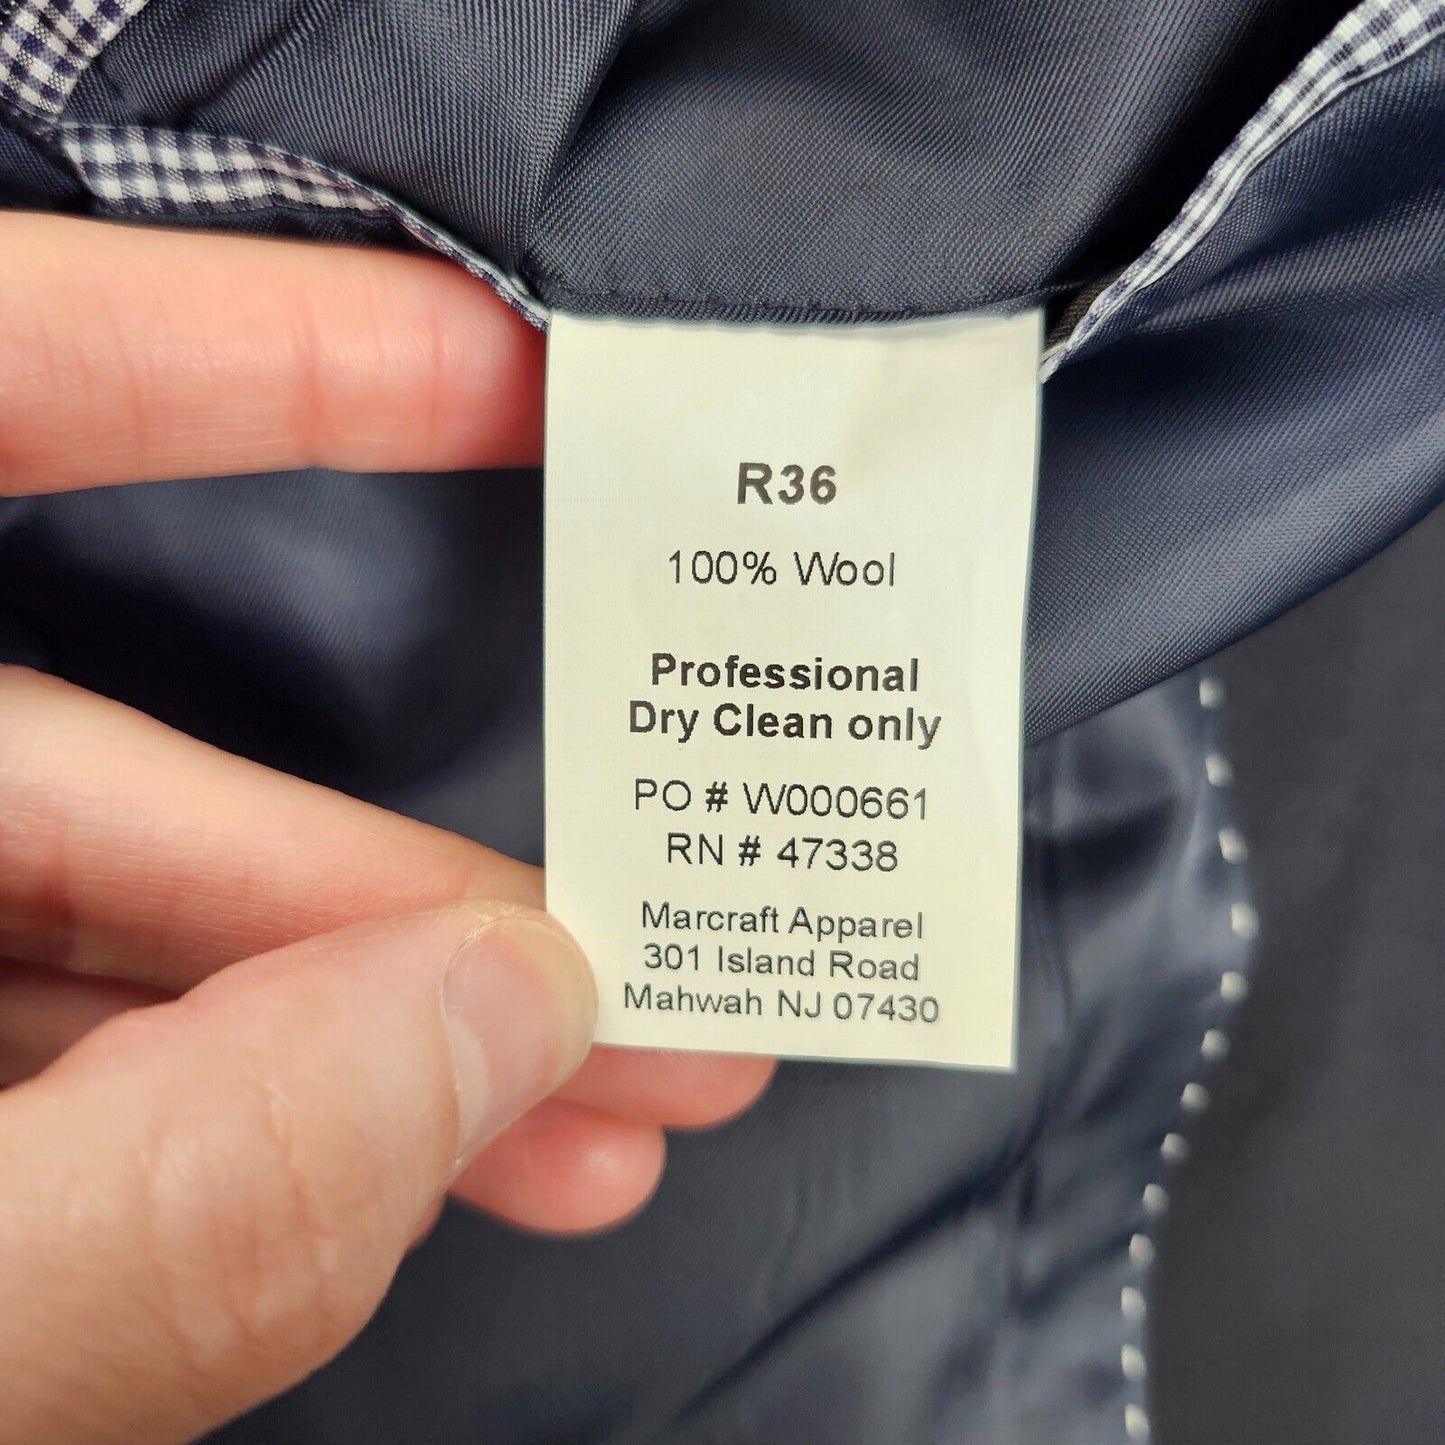 R36
100% Wool
Professional
Dry Clean only
PO # W000661
RN # 47338
Marcraft Apparel
301 Island Road
Mahwah NJ 07430